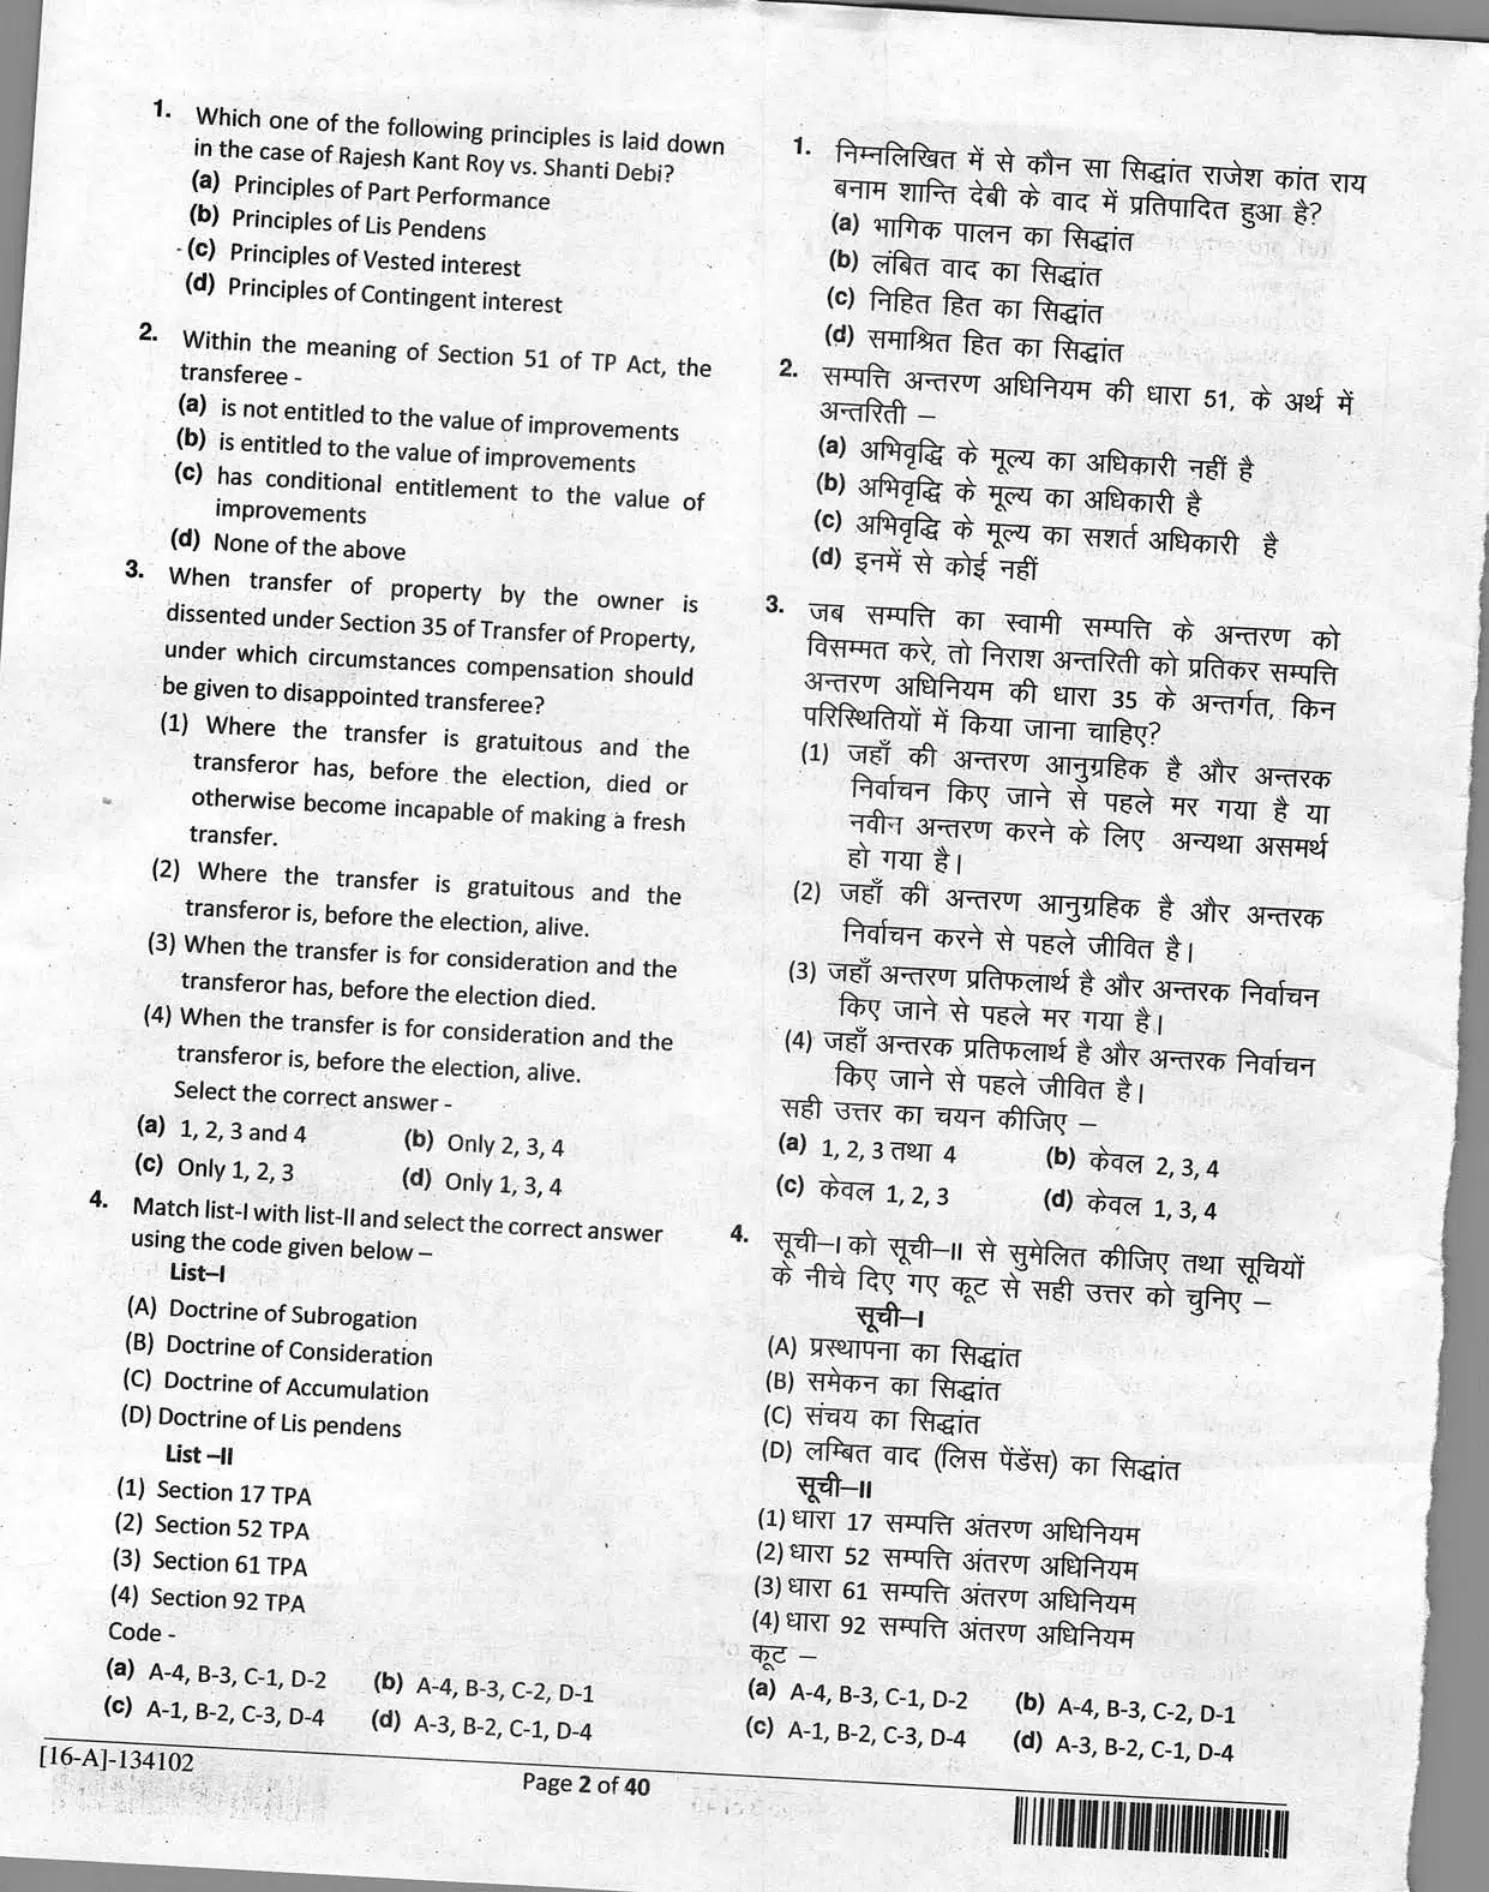 1. Which one of the following principles is laid down
in the case of Rajesh Kant Roy vs. Shanti Debi?
(a) Principles of Part Performance
(b) Principles of Lis Pendens
(c) Principles of Vested interest
(d) Principles of Contingent interest
2. Within the meaning of Section 51 of TP Act, the
transferee -
(a) is not entitled to the value of improvements
(b) is entitled to the value of improvements
(c) has conditional entitlement to the value of
improvements
(d) None of the above
3. When transfer of property by the owner is
dissented under Section 35 of Transfer of Property,
under which circumstances compensation should
be given to disappointed transferee?
(1) Where the transfer is gratuitous and the
transferor has, before the election, died or
otherwise become incapable of making a fresh
transfer.
(2) Where the transfer is gratuitous and the
transferor is, before the election, alive.
(3) When the transfer is for consideration and the
transferor has, before the election died.
(4) When the transfer is for consideration and the
transferor is, before the election, alive.
Select the correct answer -
(a) 1, 2, 3 and 4 (b) Only 2, 3, 4
(c) Only 1, 2, 3 (d) Only 1, 3, 4
4. Match list-I with list-II and select the correct answer
using the code given below –
List–I
(A) Doctrine of Subrogation
(B) Doctrine of Consideration
(C) Doctrine of Accumulation
(D) Doctrine of Lis pendens
List –II
(1) Section 17 TPA
(2) Section 52 TPA
(3) Section 61 TPA
(4) Section 92 TPA
Code -
(a) A-4, B-3, C-1, D-2 (b) A-4, B-3, C-2, D-1
(c) A-1, B-2, C-3, D-4 (d) A-3, B-2, C-1, D-4
1. निम्नलिखित में से कौन सा सिद्धांत राजेश कांत राय
बनाम शान्ति देबी के वाद में प्रतिपादित हुआ है?
(a) भागिक पालन का सिद्धांत
(b) लंबित वाद का सिद्धांत
(c) निहित हित का सिद्धांत
(d) समाश्रित हित का सिद्धांत
2. सम्पत्ति अन्तरण अधिनियम की धारा 51, के अर्थ में
अन्तरिती –
(a) अभिवृद्धि के मूल्य का अधिकारी नहीं है
(b) अभिवृद्धि के मूल्य का अधिकारी है
(c) अभिवृद्धि के मूल्य का सशर्त अधिकारी है
(d) इनमें से कोई नहीं
3. जब सम्पत्ति का स्वामी सम्पत्ति के अन्तरण को
विसम्मत करे, तो निराश अन्तरिती को प्रतिकर सम्पत्ति
अन्तरण अधिनियम की धारा 35 के अन्तर्गत, किन
परिस्थितियों में किया जाना चाहिए?
(1) जहाँ की अन्तरण आनुग्रहिक है और अन्तरक
निर्वाचन किए जाने से पहले मर गया है या
नवीन अन्तरण करने के लिए अन्यथा असमर्थ
हो गया है।
(2) जहाँ की अन्तरण आनुग्रहिक है और अन्तरक
निर्वाचन करने से पहले जीवित है।
(3) जहाँ अन्तरण प्रतिफलार्थ है और अन्तरक निर्वाचन
किए जाने से पहले मर गया है।
(4) जहाँ अन्तरक प्रतिफलार्थ है और अन्तरक निर्वाचन
किए जाने से पहले जीवित है।
सही उत्तर का चयन कीजिए –
(a) 1, 2, 3 तथा 4 (b) केवल 2, 3, 4
(c) केवल 1, 2, 3 (d) केवल 1, 3, 4
4. सूची–I को सूची–II से सुमेलित कीजिए तथा सूचियों
के नीचे दिए गए कूट से सही उत्तर को चुनिए –
सूची–I
(A) प्रस्थापना का सिद्धांत
(B) समेकन का सिद्धांत
(C) संचय का सिद्धांत
(D) लम्बित वाद (लिस पेंडेंस) का सिद्धांत
सूची–II
(1) धारा 17 सम्पत्ति अंतरण अधिनियम
(2) धारा 52 सम्पत्ति अंतरण अधिनियम
(3) धारा 61 सम्पत्ति अंतरण अधिनियम
(4) धारा 92 सम्पत्ति अंतरण अधिनियम
कूट –
(a) A-4, B-3, C-1, D-2 (b) A-4, B-3, C-2, D-1
(c) A-1, B-2, C-3, D-4 (d) A-3, B-2, C-1, D-4
[16-A]-134102
Page 2 of 40